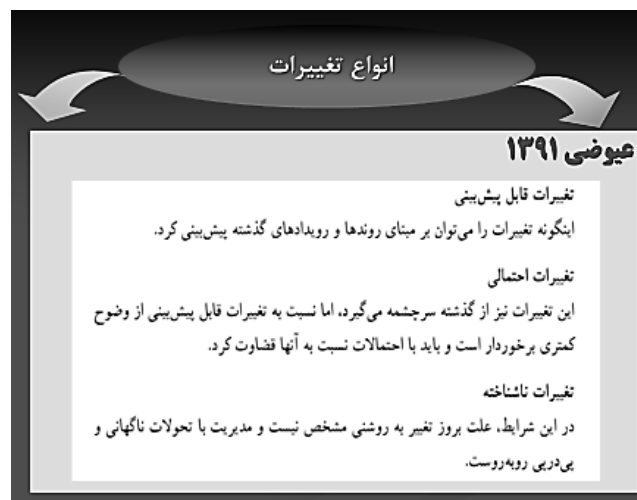 انواع تغییرات
عیوضی ۱۳۹۱
تغییرات قابل پیش‌بینی
اینگونه تغییرات را می‌توان بر مبنای روندها و رویدادهای گذشته پیش‌بینی کرد.
تغییرات احتمالی
این تغییرات نیز از گذشته سرچشمه می‌گیرد، اما نسبت به تغییرات قابل پیش‌بینی از وضوح
کمتری برخوردار است و باید با احتمالات نسبت به آنها قضاوت کرد.
تغییرات ناشناخته
در این شرایط، علت بروز تغییر به روشنی مشخص نیست و مدیریت با تحولات ناگهانی و
پی‌درپی روبه‌روست.